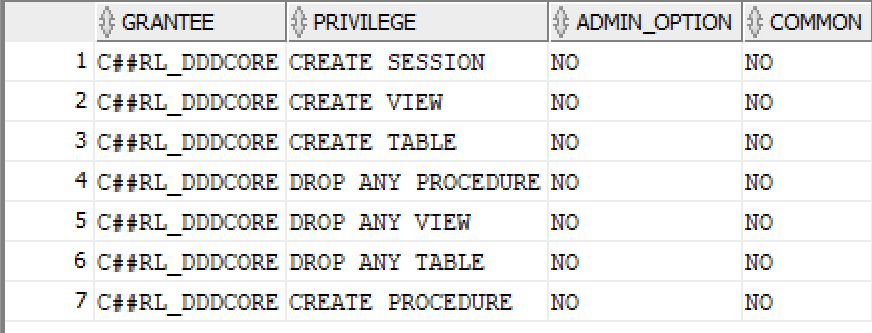 GRANTEE PRIVILEGE ADMIN_OPTION COMMON
1 C##RL_DDDCORE CREATE SESSION NO NO
2 C##RL_DDDCORE CREATE VIEW NO NO
3 C##RL_DDDCORE CREATE TABLE NO NO
4 C##RL_DDDCORE DROP ANY PROCEDURE NO NO
5 C##RL_DDDCORE DROP ANY VIEW NO NO
6 C##RL_DDDCORE DROP ANY TABLE NO NO
7 C##RL_DDDCORE CREATE PROCEDURE NO NO